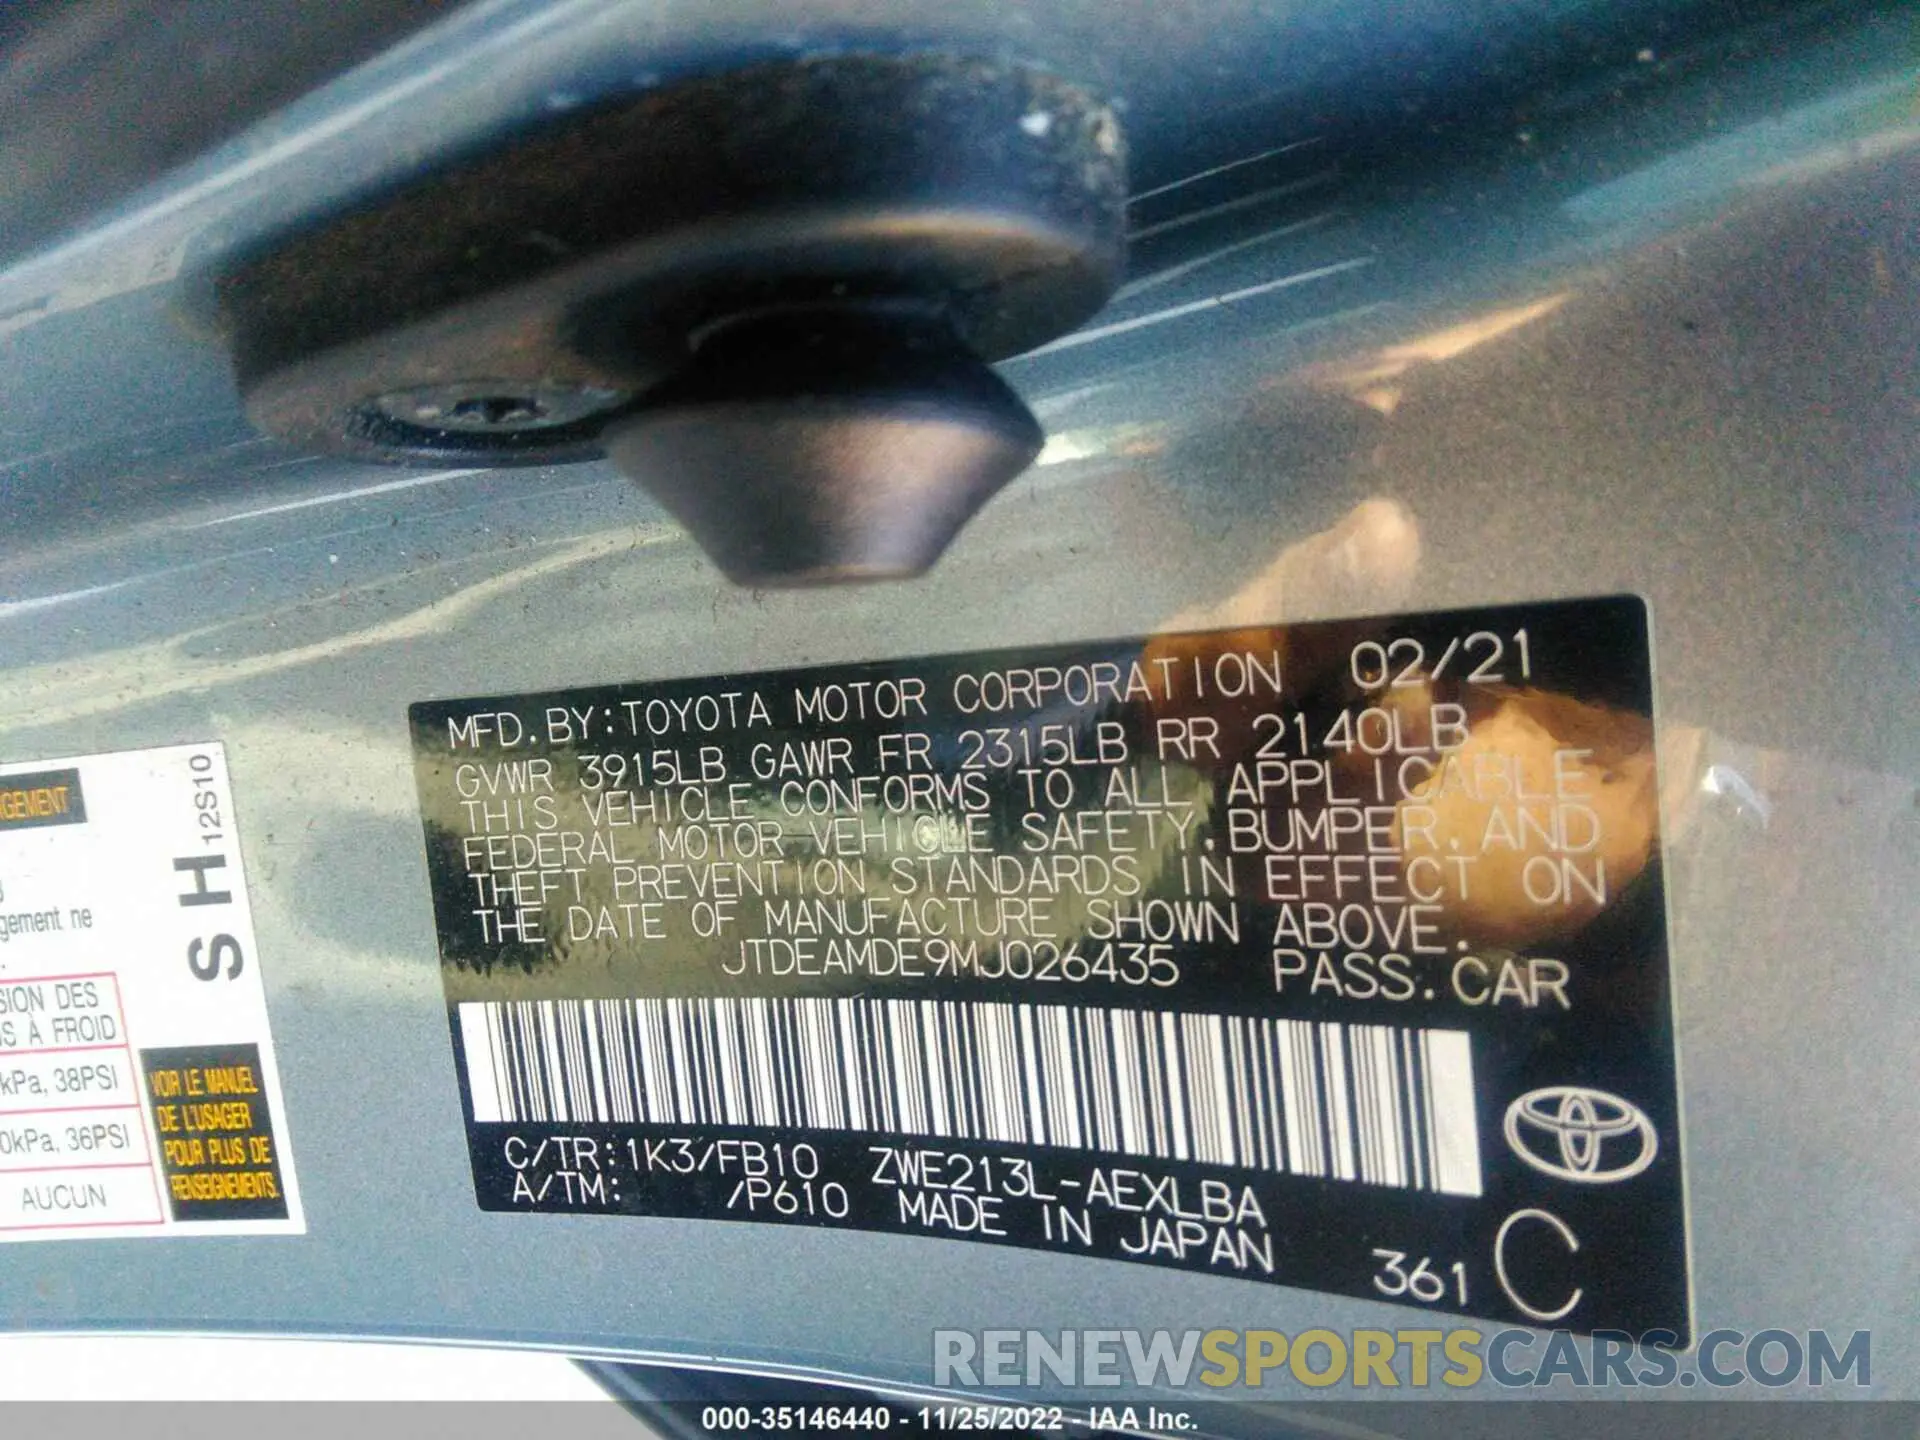 MFD.BY:TOYOTA MOTOR CORPORATION 02/21
GVWR 3915LB GAWR FR 2315LB RR 2140LB
THIS VEHICLE CONFORMS TO ALL APPLICABLE
FEDERAL MOTOR VEHICLE SAFETY,BUMPER,AND
THEFT PREVENTION STANDARDS IN EFFECT ON
THE DATE OF MANUFACTURE SHOWN ABOVE.
JTDEAMDE9MJ026435 PASS.CAR
C/TR:1K3/FB10 ZWE213L-AEXLBA
A/TM: /P610 MADE IN JAPAN
361 C
12S10
S H
gement ne
SION DES
À FROID
kPa, 38PSI
0kPa, 36PSI
AUCUN
VOIR LE MANUEL
DE L'USAGER
POUR PLUS DE
RENSEIGNEMENTS.
RENEWSPORTSCARS.COM
000-35146440 - 11/25/2022 - IAA Inc.